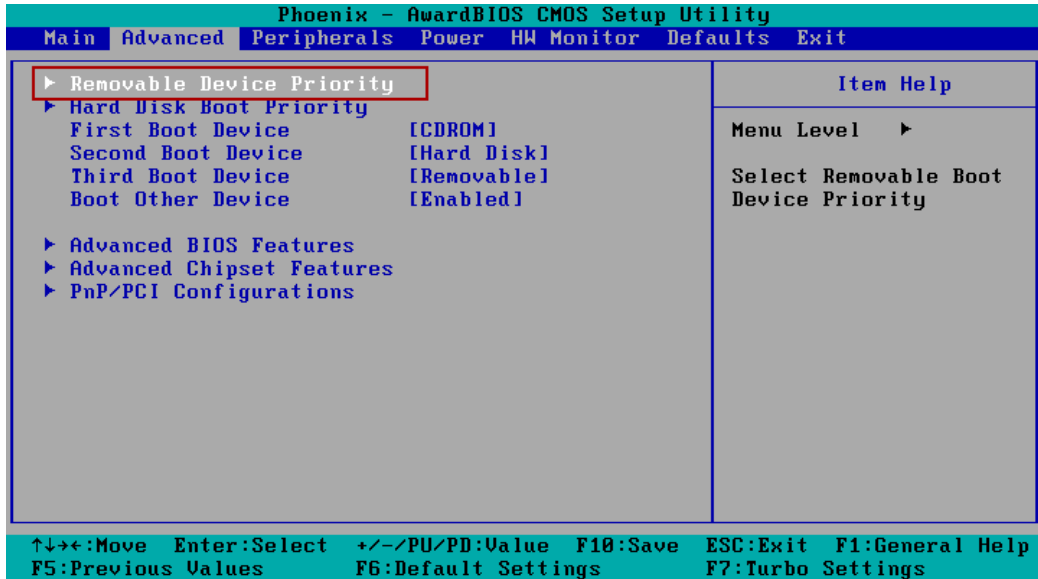 Phoenix - AwardBIOS CMOS Setup Utility
Main Advanced Peripherals Power HW Monitor Defaults Exit
▶ Removable Device Priority
▶ Hard Disk Boot Priority
First Boot Device [CDROM]
Second Boot Device [Hard Disk]
Third Boot Device [Removable]
Boot Other Device [Enabled]
▶ Advanced BIOS Features
▶ Advanced Chipset Features
▶ PnP/PCI Configurations
Item Help
Menu Level ▶
Select Removable Boot
Device Priority
↑↓→←:Move Enter:Select +/-/PU/PD:Value F10:Save ESC:Exit F1:General Help
F5:Previous Values F6:Default Settings F7:Turbo Settings